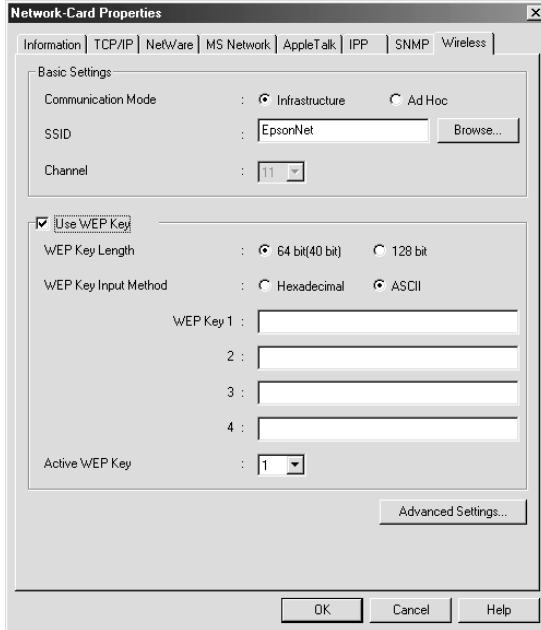 Network-Card Properties
Information TCP/IP NetWare MS Network AppleTalk IPP SNMP Wireless
Basic Settings
Communication Mode : Infrastructure Ad Hoc
SSID : EpsonNet Browse...
Channel : 11
Use WEP Key
WEP Key Length : 64 bit(40 bit) 128 bit
WEP Key Input Method : Hexadecimal ASCII
WEP Key 1 :
2 :
3 :
4 :
Active WEP Key : 1
Advanced Settings...
OK Cancel Help